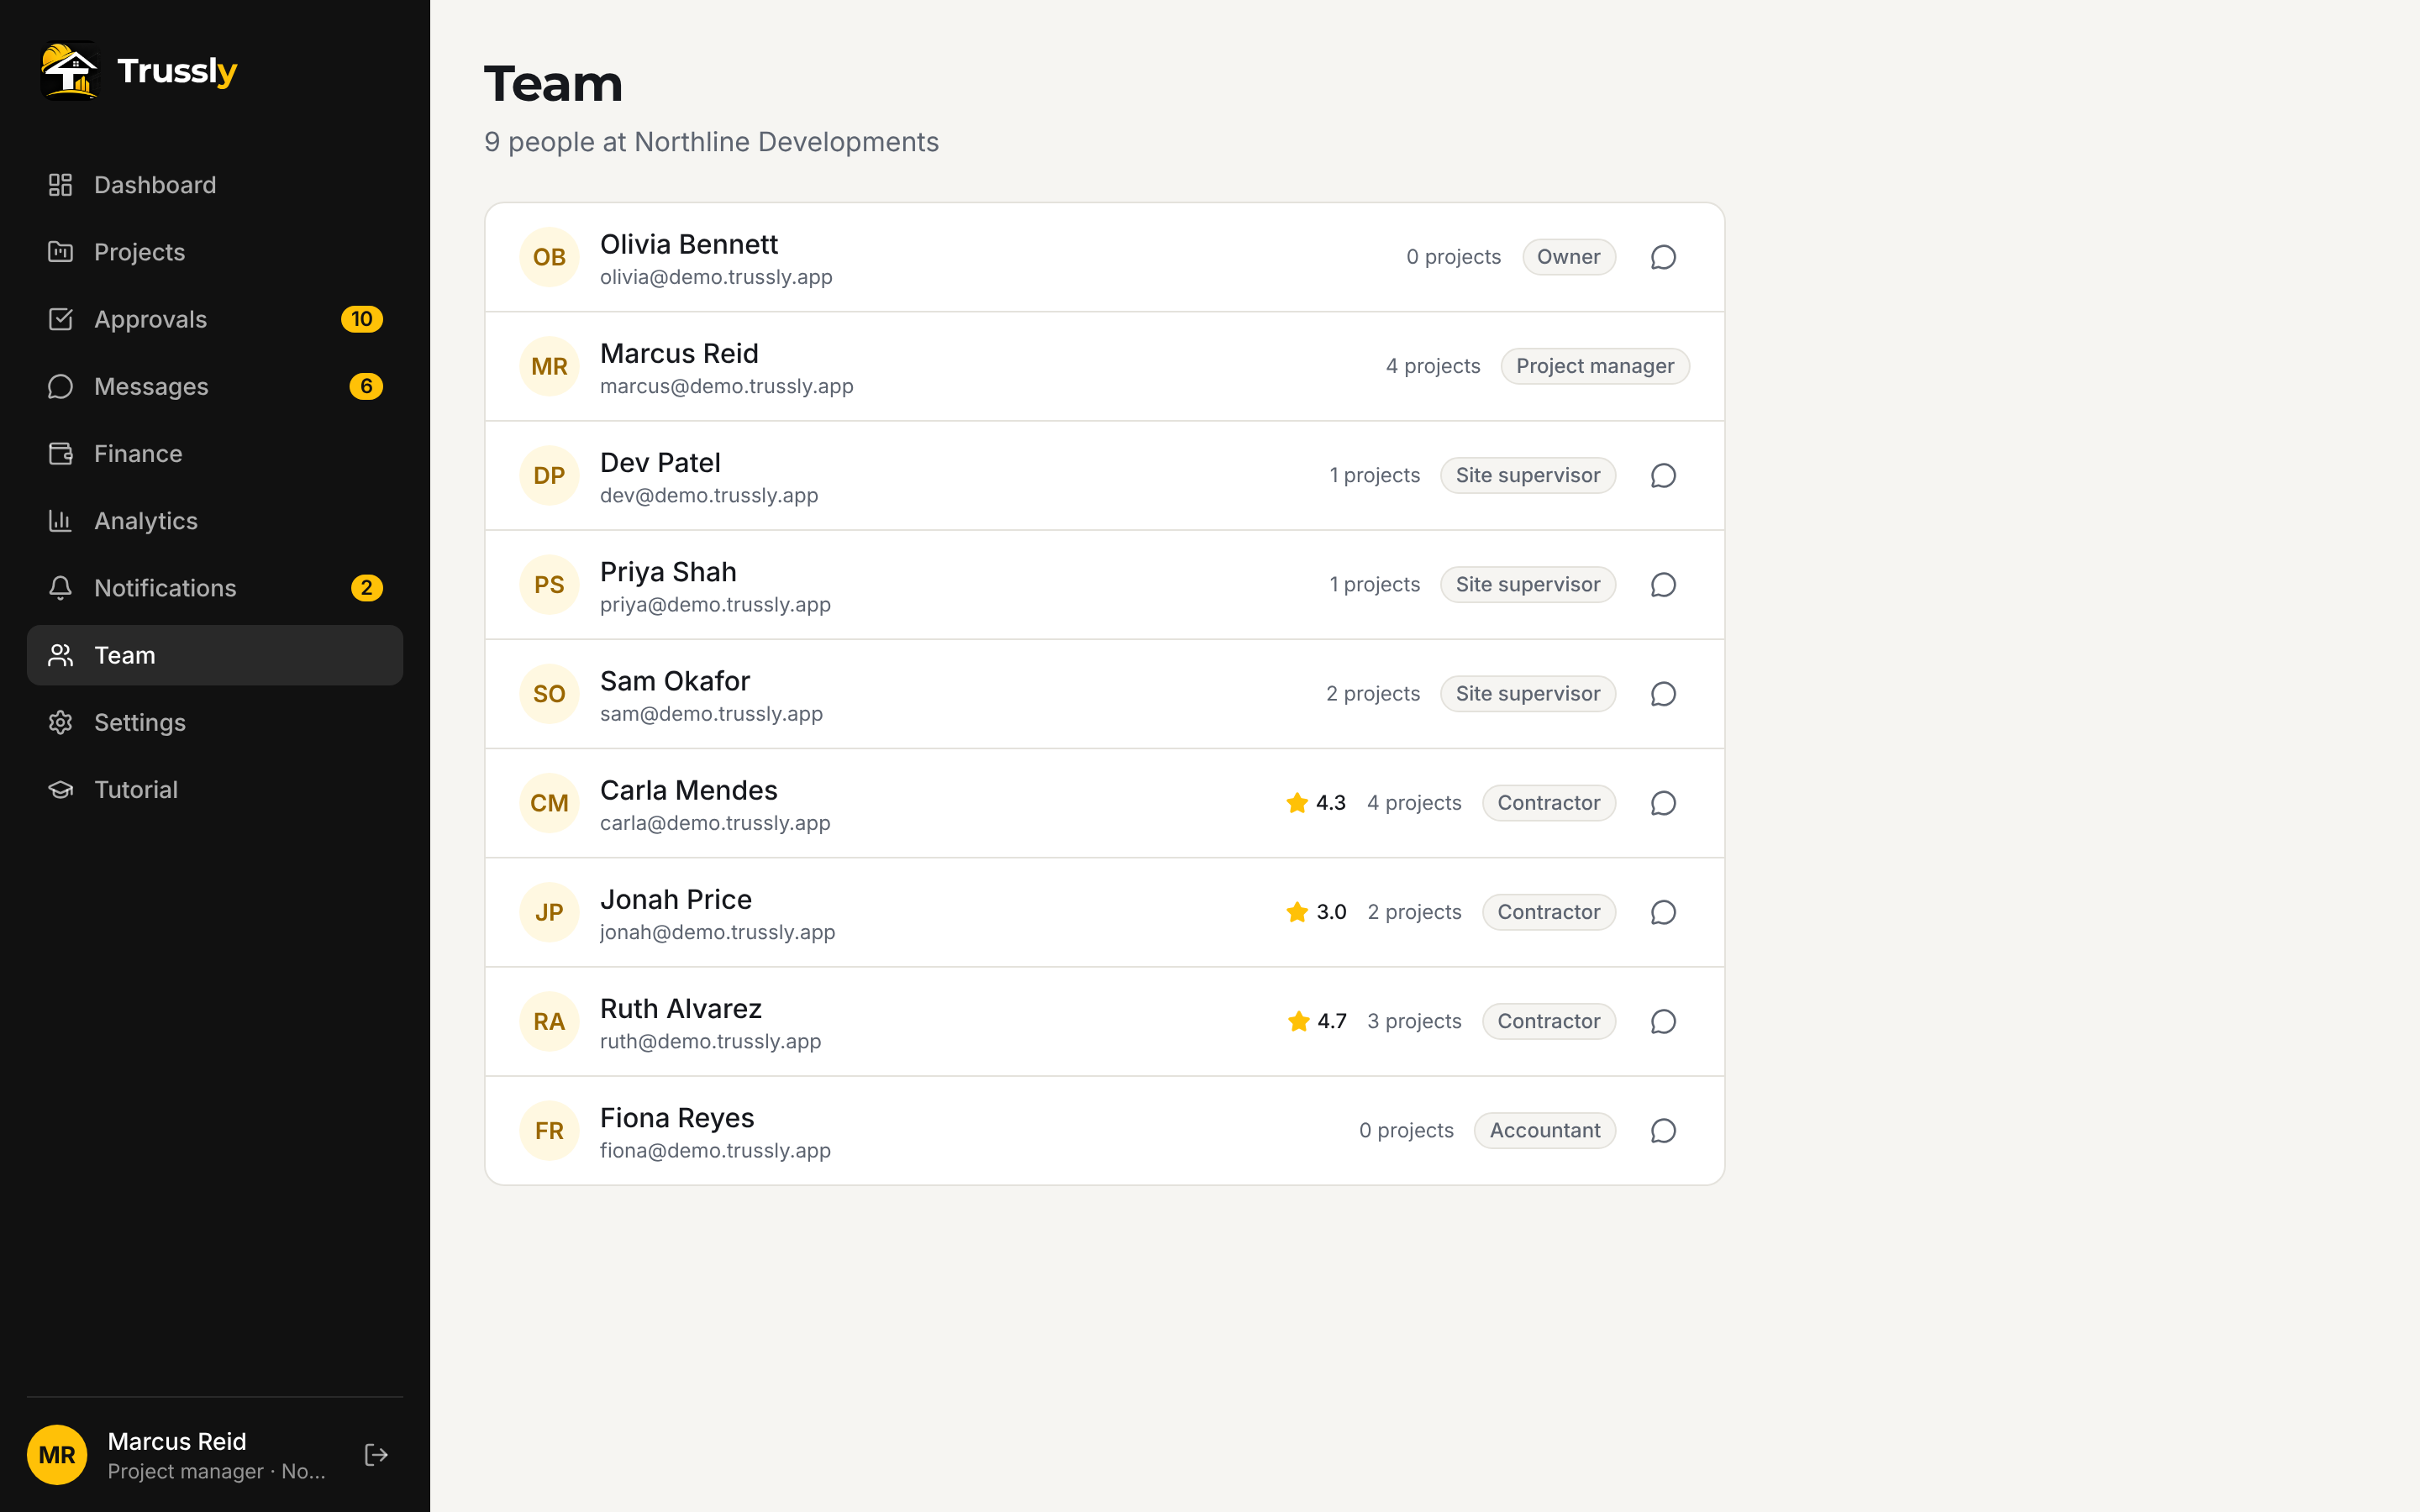 Trussly
Dashboard
Projects
Approvals 10
Messages 6
Finance
Analytics
Notifications 2
Team
Settings
Tutorial
MR
Marcus Reid
Project manager · No...
Team
9 people at Northline Developments
OB
Olivia Bennett
olivia@demo.trussly.app
0 projects Owner
MR
Marcus Reid
marcus@demo.trussly.app
4 projects Project manager
DP
Dev Patel
dev@demo.trussly.app
1 projects Site supervisor
PS
Priya Shah
priya@demo.trussly.app
1 projects Site supervisor
SO
Sam Okafor
sam@demo.trussly.app
2 projects Site supervisor
CM
Carla Mendes
carla@demo.trussly.app
4.3 4 projects Contractor
JP
Jonah Price
jonah@demo.trussly.app
3.0 2 projects Contractor
RA
Ruth Alvarez
ruth@demo.trussly.app
4.7 3 projects Contractor
FR
Fiona Reyes
fiona@demo.trussly.app
0 projects Accountant